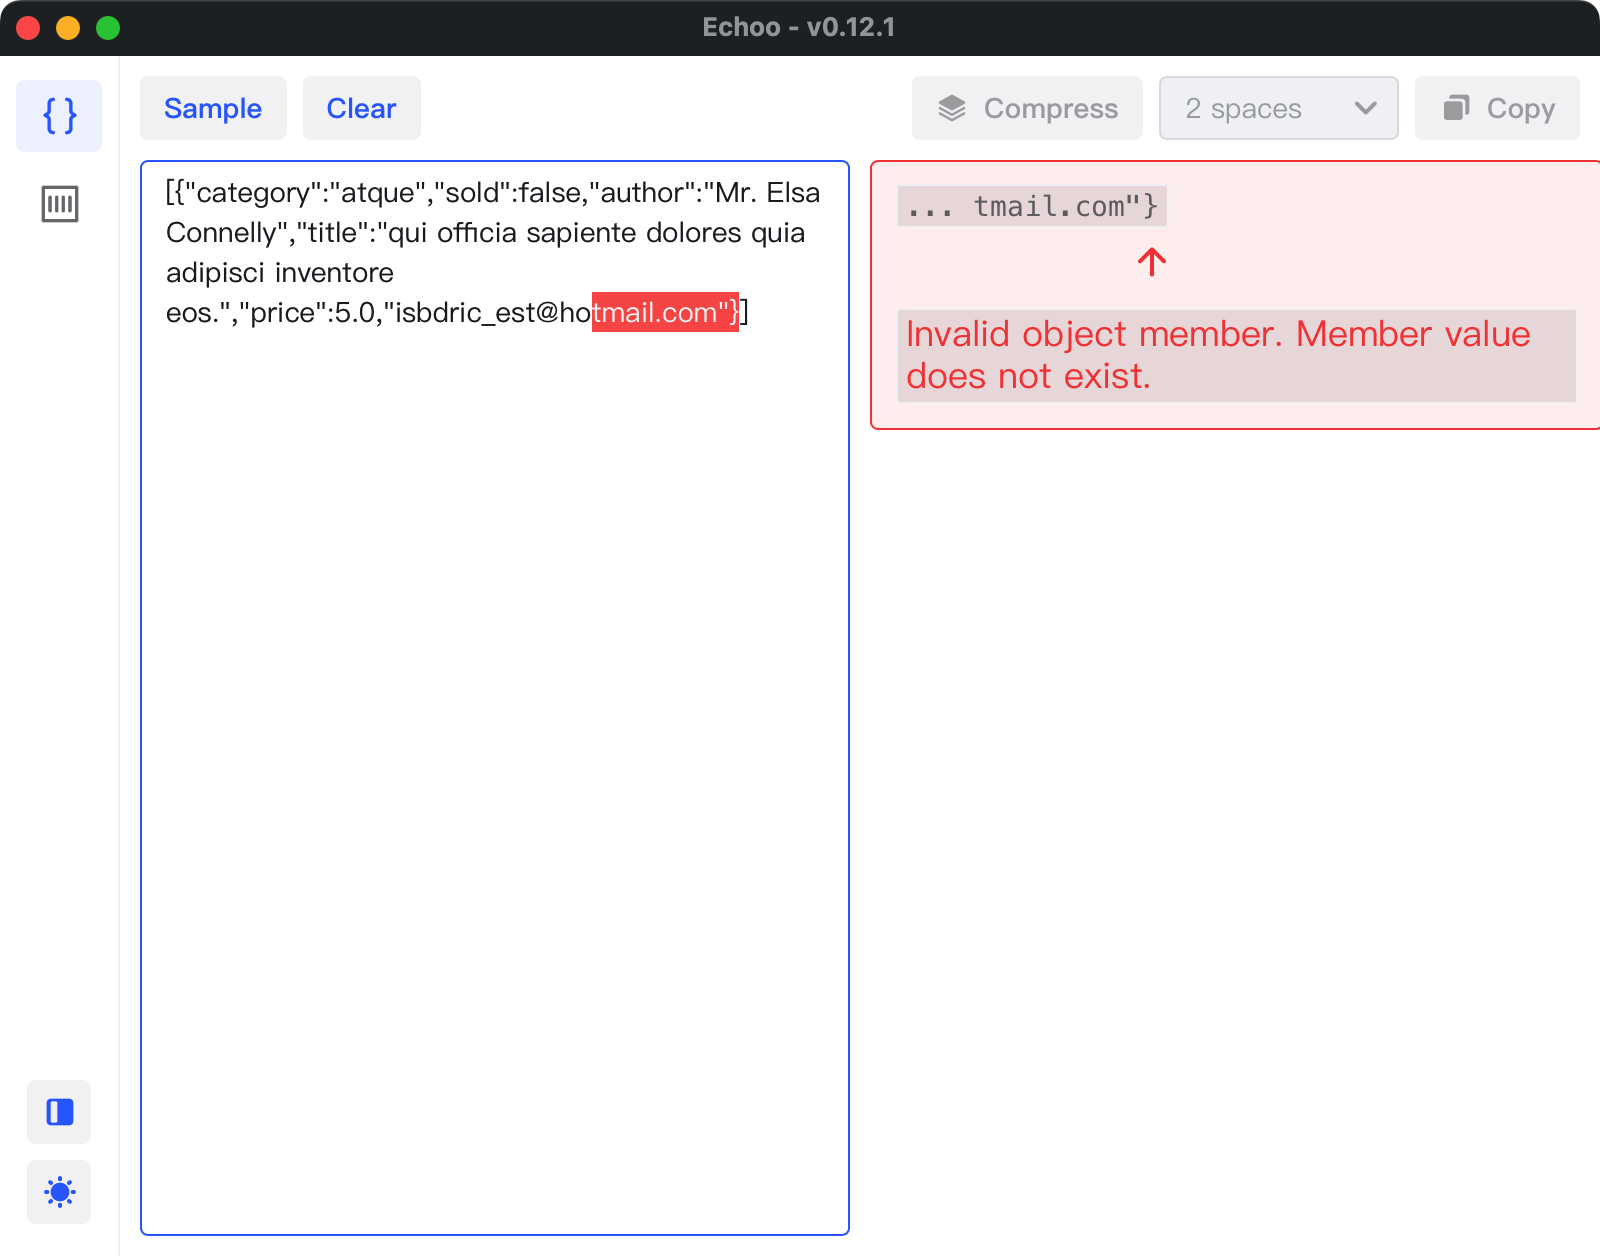 Echoo - v0.12.1
Sample
Clear
Compress
2 spaces
Copy
[{"category":"atque","sold":false,"author":"Mr. Elsa
Connelly","title":"qui officia sapiente dolores quia
adipisci inventore
eos.","price":5.0,"isbdric_est@hotmail.com"}]
... tmail.com"}
Invalid object member. Member value
does not exist.